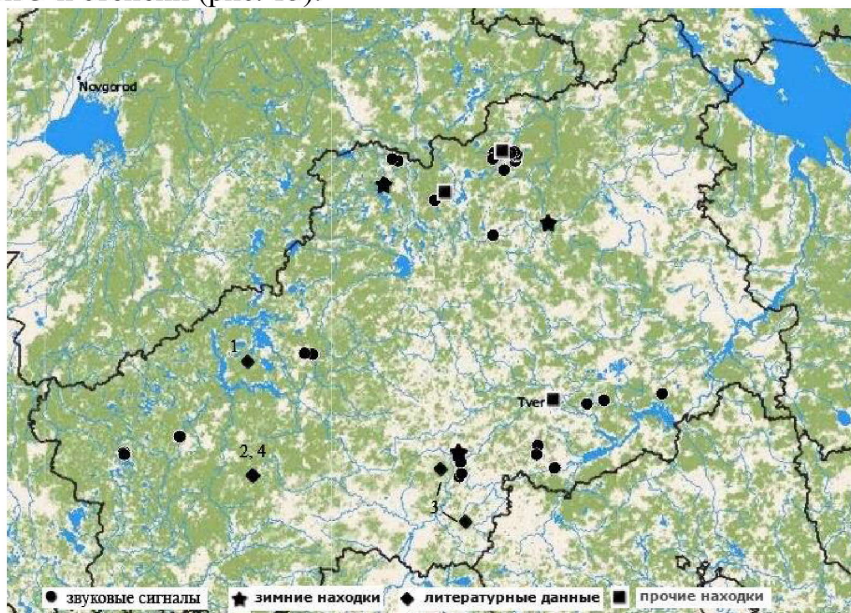 Novgorod
1
Tver
2, 4
3
звуковые сигналы
зимние находки
литературные данные
прочие находки